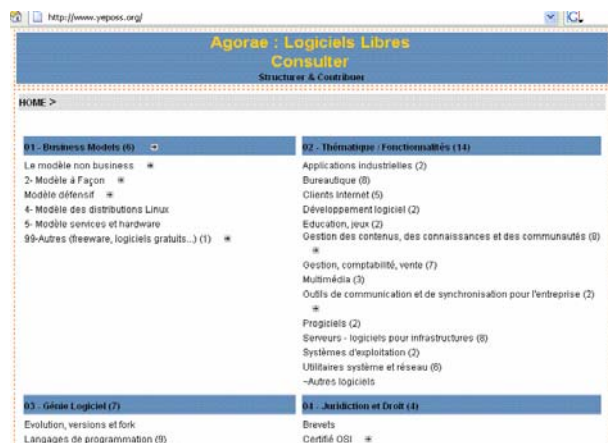 http://www.yeposs.org/
Agorae : Logiciels Libres
Consulter
Structurer & Contribuer
HOME >
01 - Business Models (6)
Le modèle non business
2- Modèle à Façon
Modèle défensif
4- Modèle des distributions Linux
5- Modèle services et hardware
99-Autres (freeware, logiciels gratuits...) (1)
02 - Thématique / Fonctionnalités (14)
Applications industrielles (2)
Bureautique (8)
Clients Internet (5)
Développement logiciel (2)
Education, jeux (2)
Gestion des contenus, des connaissances et des communautés (8)
Gestion, comptabilité, vente (7)
Multimédia (3)
Outils de communication et de synchronisation pour l'entreprise (2)
Progiciels (2)
Serveurs - logiciels pour infrastructures (8)
Systèmes d'exploitation (2)
Utilitaires système et réseau (6)
~Autres logiciels
03 - Génie Logiciel (7)
Evolution, versions et fork
Langages de programmation (9)
04 - Juridiction et Droit (4)
Brevets
Certifié OSI